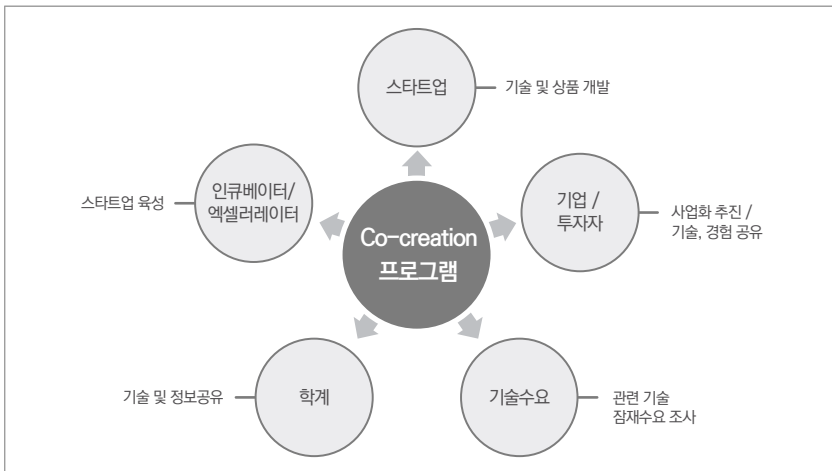 스타트업
기술 및 상품 개발
인큐베이터/
엑셀러레이터
스타트업 육성
기업 /
투자자
사업화 추진 /
기술, 경험 공유
Co-creation
프로그램
학계
기술 및 정보공유
기술수요
관련 기술
잠재수요 조사